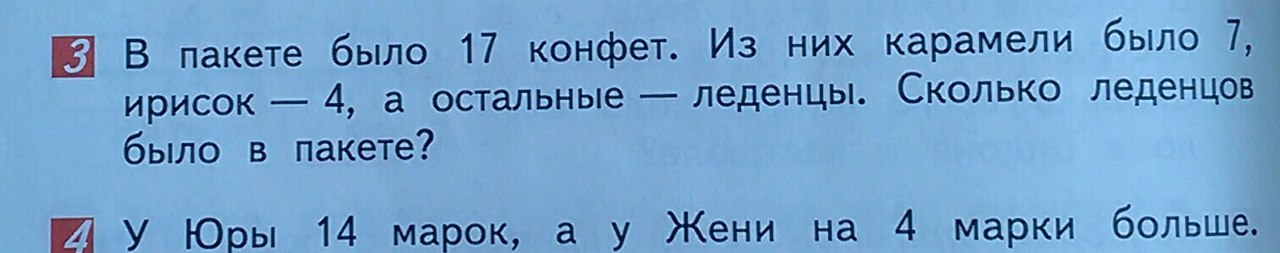 3 В пакете было 17 конфет. Из них карамели было 7,
ирисок — 4, а остальные — леденцы. Сколько леденцов
было в пакете?
4 У Юры 14 марок, а у Жени на 4 марки больше.